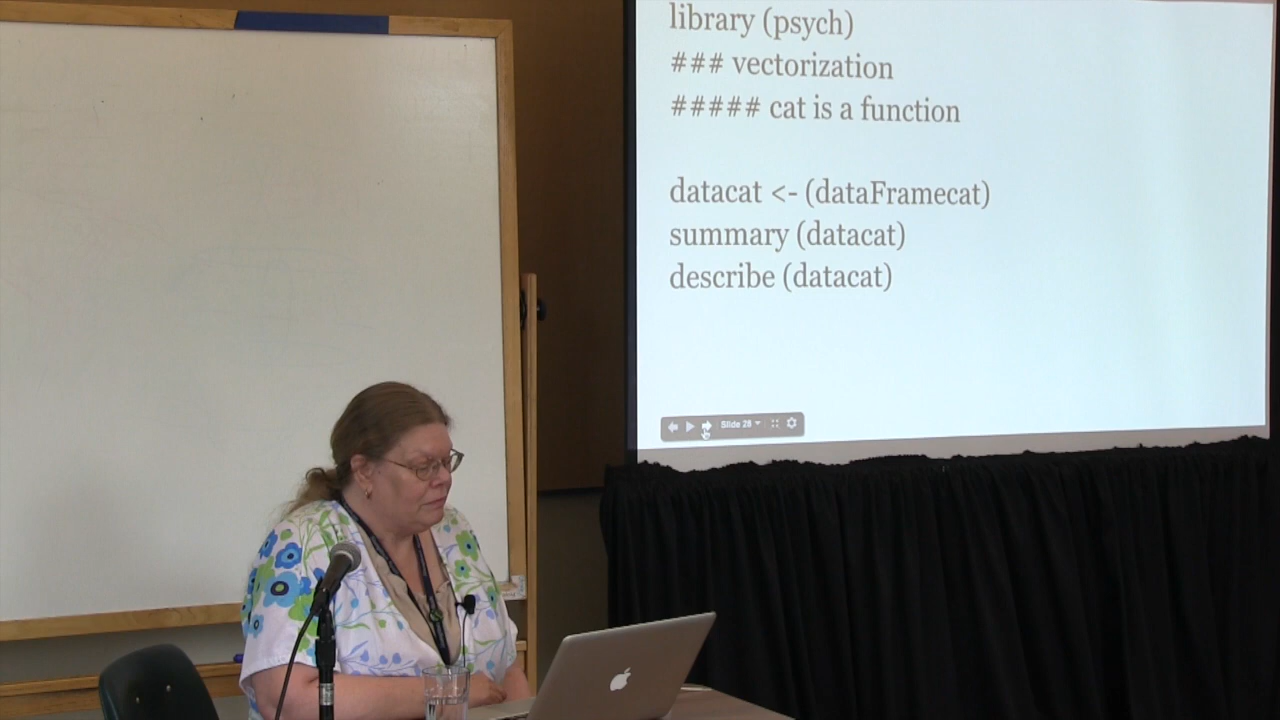 library (psych)
### vectorization
##### cat is a function
datacat <- (dataFramecat)
summary (datacat)
describe (datacat)
Slide 28